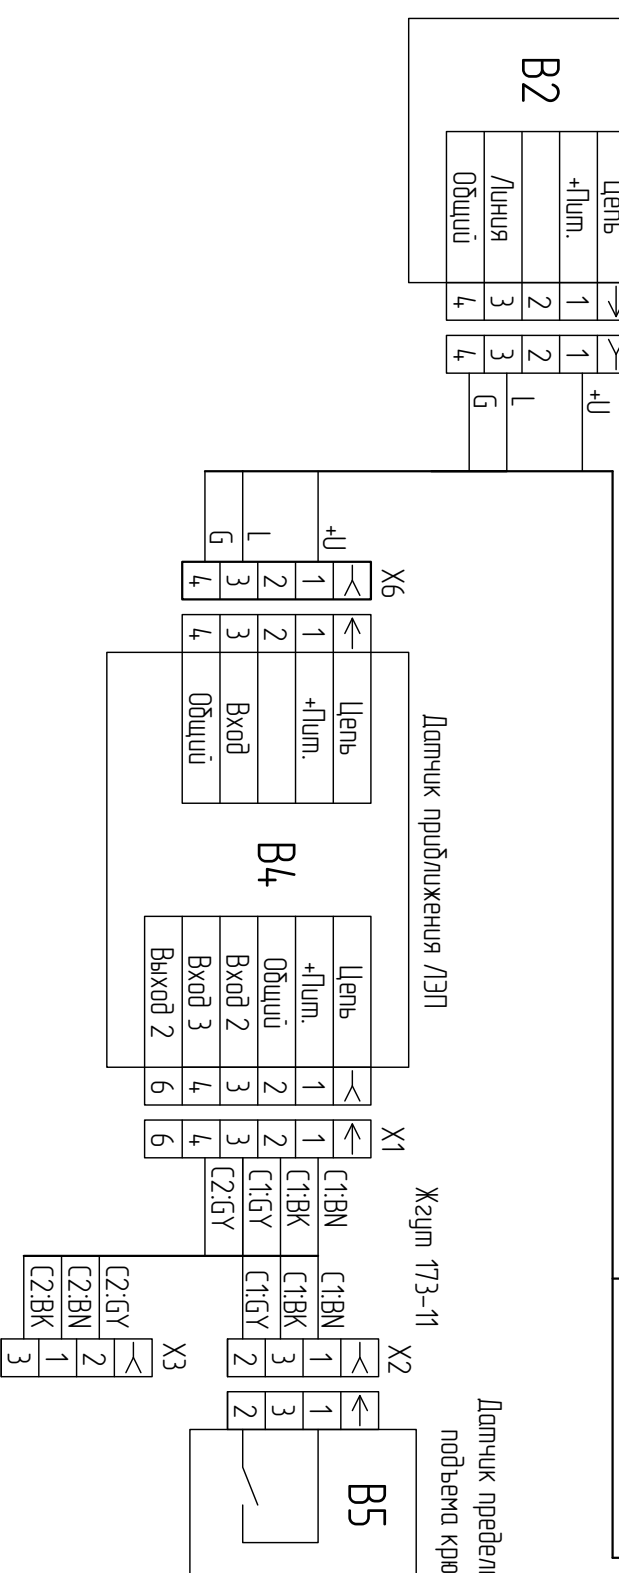 B2
Цепь
+Пит.
Линия
Общий
1
2
3
4
1
2
3
4
+U
L
G
+U
L
G
X6
1
2
3
4
1
2
3
4
Цепь
+Пит.
Вход
Общий
Датчик приближения ЛЭП
B4
Цепь
+Пит.
Общий
Вход 2
Вход 3
Выход 2
1
2
3
4
6
X1
1
2
3
4
6
Жгут 173-11
C1:BN
C1:BK
C1:GY
C2:GY
C1:BN
C1:BK
C1:GY
C2:GY
C2:BN
C2:BK
X2
1
3
2
X3
2
1
3
1
3
2
Датчик
подъема
B5